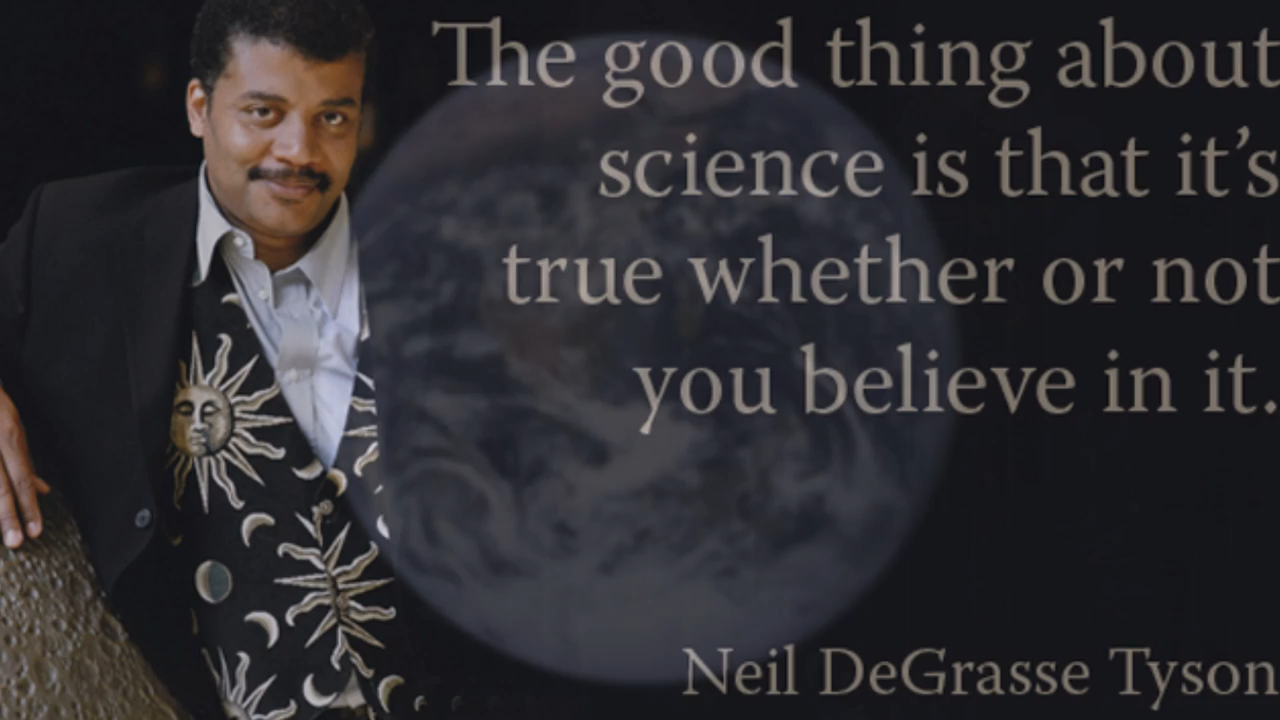 The good thing about
science is that it’s
true whether or not
you believe in it.
Neil DeGrasse Tyson